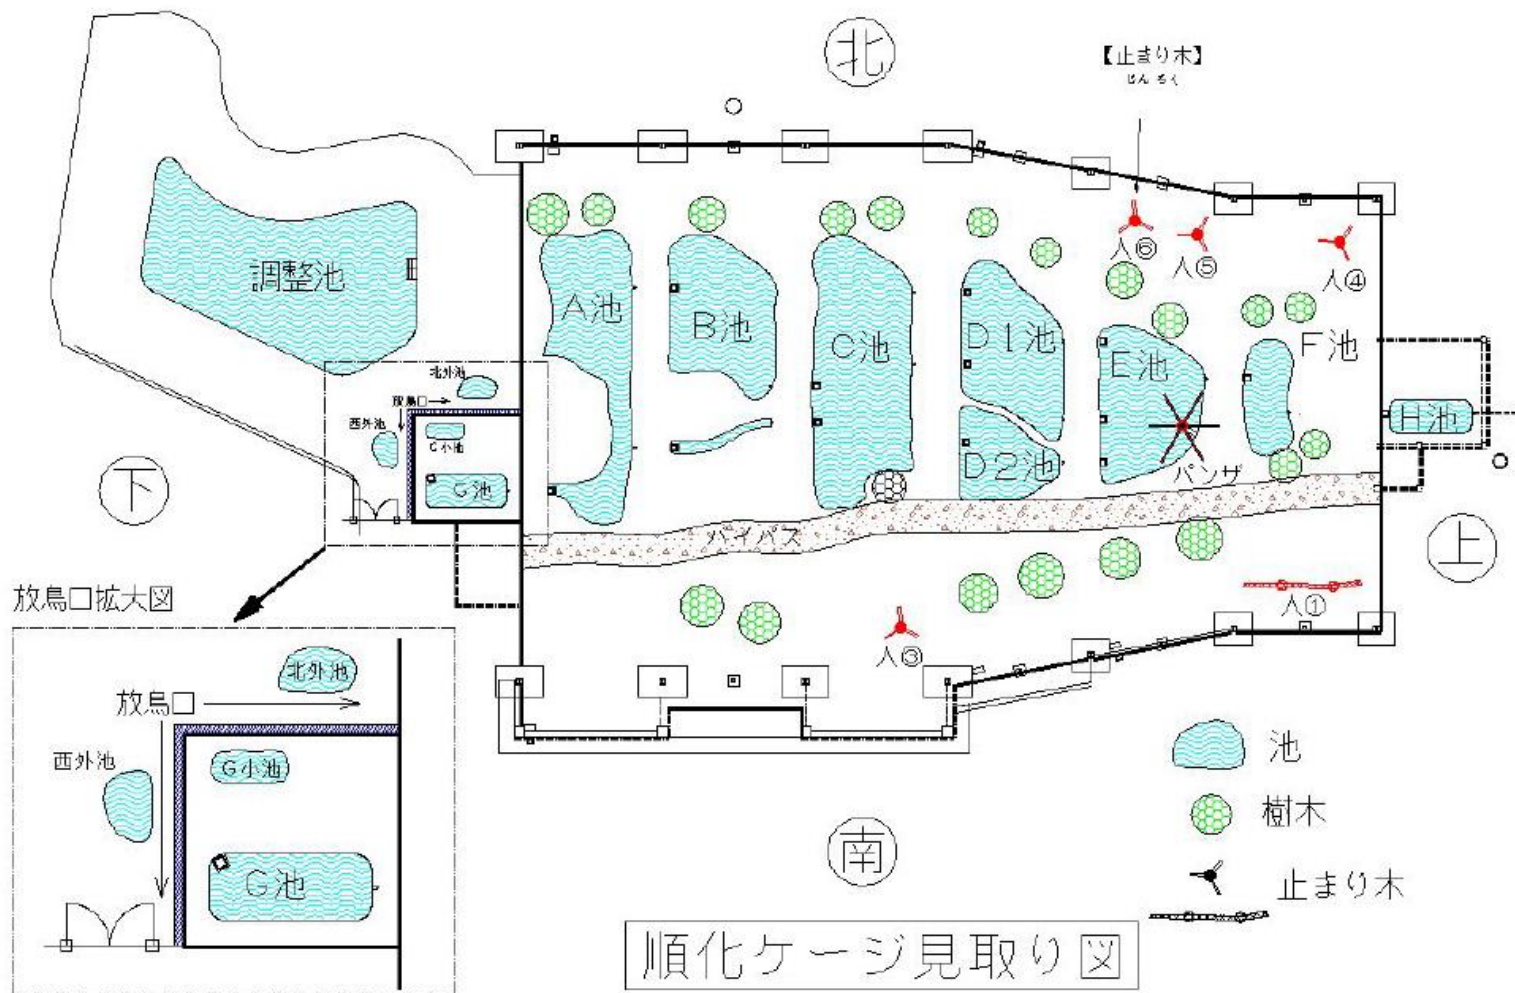 北
【止まり木】
じんろく
人⑥
人⑤
人④
調整池
A池
B池
C池
D1池
E池
F池
北外池
放鳥口
西外池
G小池
G池
H池
D2池
パンザ
下
バイパス
上
人①
人③
放鳥口拡大図
北外池
放鳥口
西外池
G小池
G池
池
樹木
止まり木
南
順化ケージ見取り図